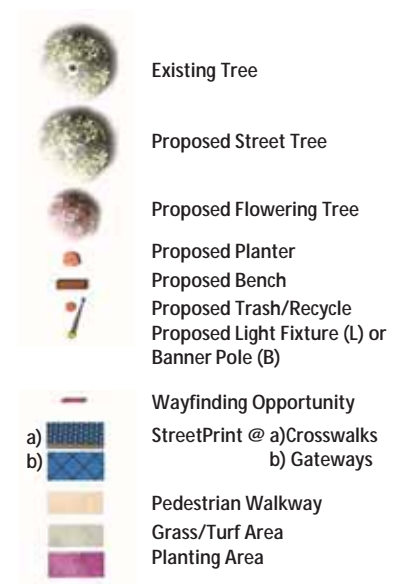 Existing Tree
Proposed Street Tree
Proposed Flowering Tree
Proposed Planter
Proposed Bench
Proposed Trash/Recycle
Proposed Light Fixture (L) or
Banner Pole (B)
Wayfinding Opportunity
a) StreetPrint @ a)Crosswalks
b) b) Gateways
Pedestrian Walkway
Grass/Turf Area
Planting Area